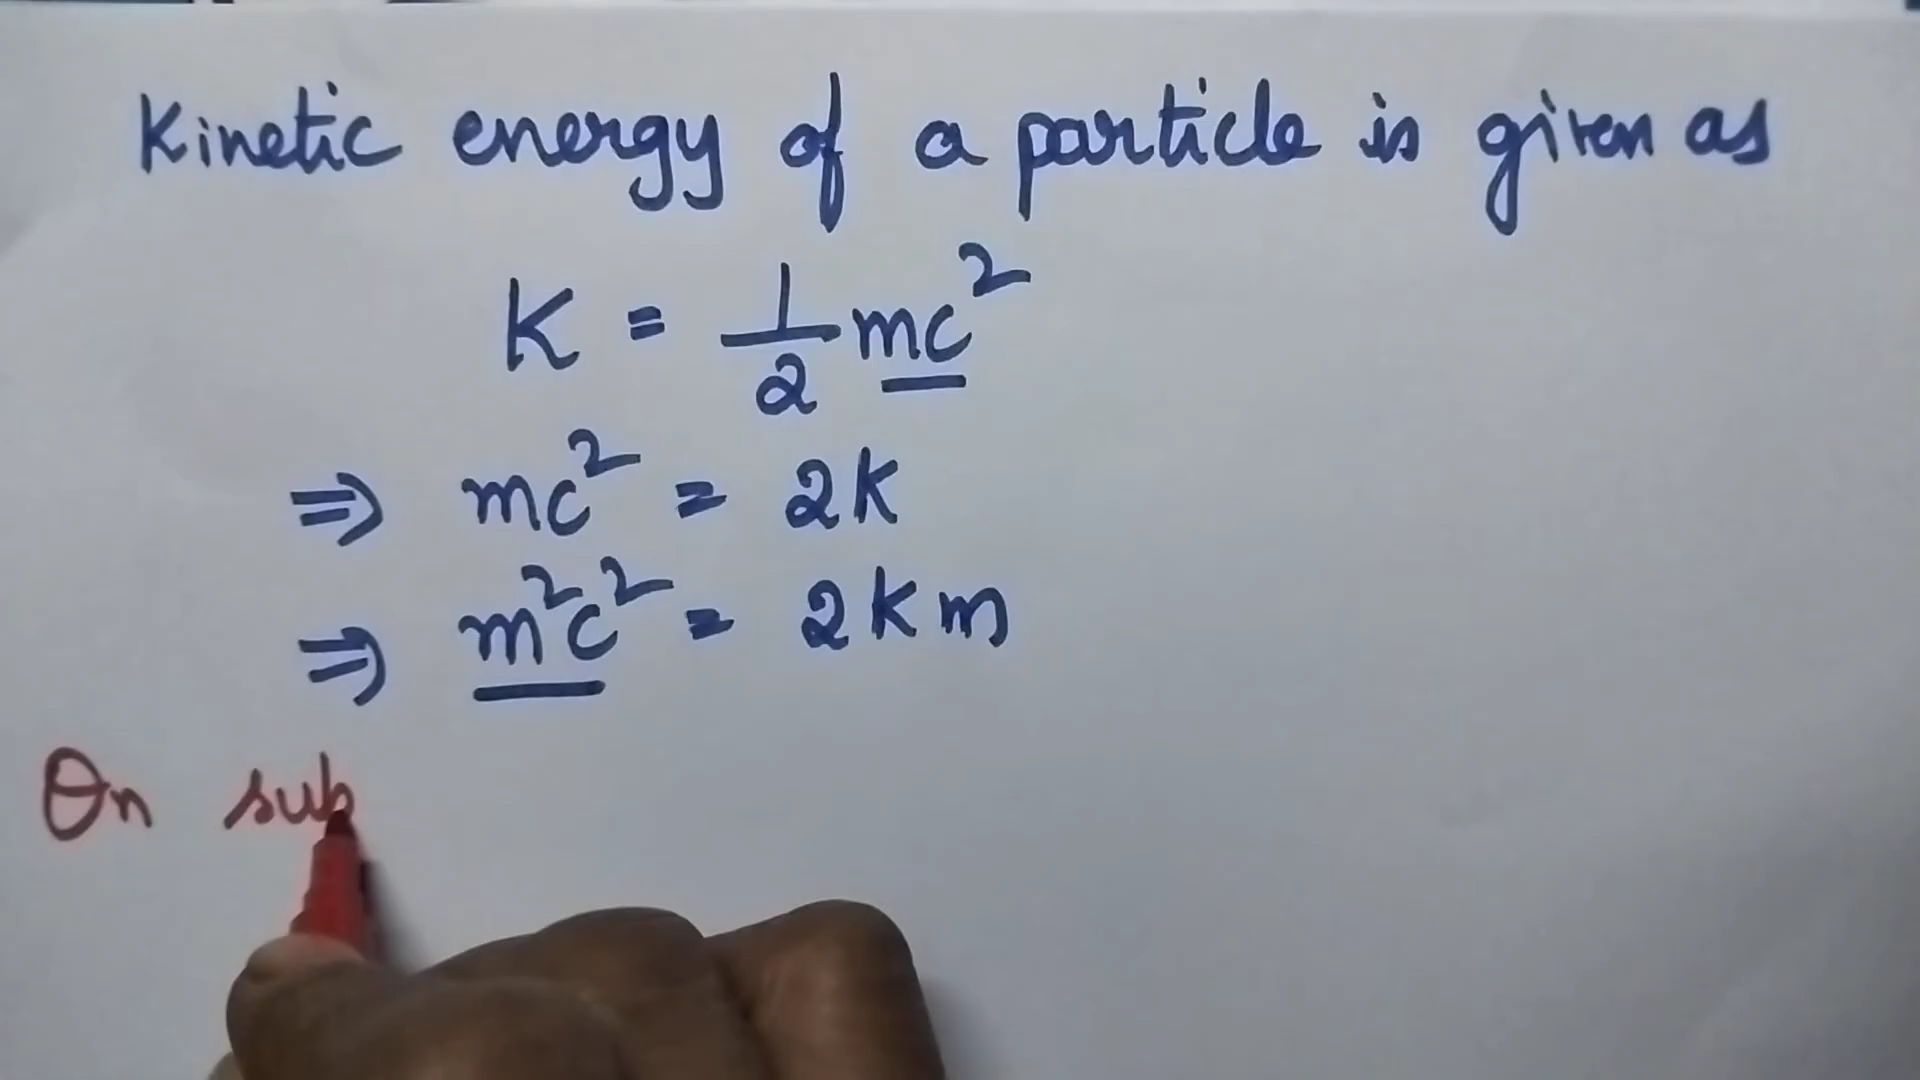 Kinetic energy of a particle is given as
K = 1/2 mc²
⇒ mc² = 2K
⇒ m²c² = 2Km
On sub